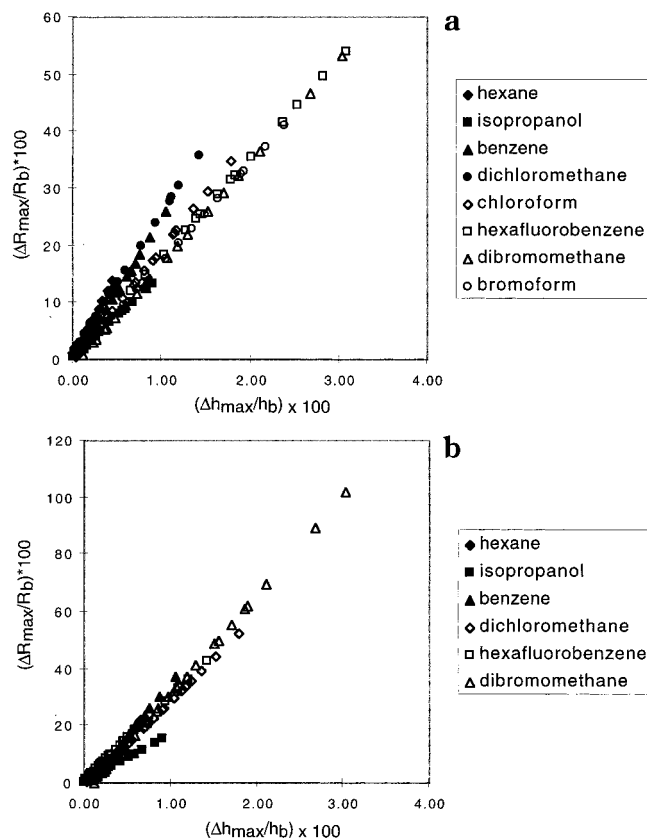 a
60
50
40
30
20
10
0
(ΔRmax/Rb)*100
0.00 1.00 2.00 3.00 4.00
(Δhmax/hb) x 100
hexane
isopropanol
benzene
dichloromethane
chloroform
hexafluorobenzene
dibromomethane
bromoform
b
120
100
80
60
40
20
0
(ΔRmax/Rb)*100
0.00 1.00 2.00 3.00 4.00
(Δhmax/hb) x 100
hexane
isopropanol
benzene
dichloromethane
hexafluorobenzene
dibromomethane